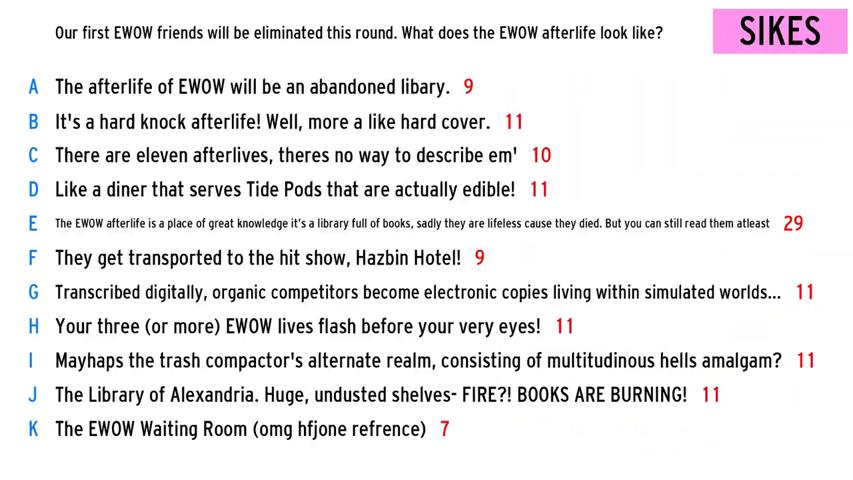 Our first EWOW friends will be eliminated this round. What does the EWOW afterlife look like?
SIKES
A The afterlife of EWOW will be an abandoned libary. 9
B It's a hard knock afterlife! Well, more a like hard cover. 11
C There are eleven afterlives, theres no way to describe em' 10
D Like a diner that serves Tide Pods that are actually edible! 11
E The EWOW afterlife is a place of great knowledge it's a library full of books, sadly they are lifeless cause they died. But you can still read them atleast 29
F They get transported to the hit show, Hazbin Hotel! 9
G Transcribed digitally, organic competitors become electronic copies living within simulated worlds... 11
H Your three (or more) EWOW lives flash before your very eyes! 11
I Mayhaps the trash compactor's alternate realm, consisting of multitudinous hells amalgam? 11
J The Library of Alexandria. Huge, undusted shelves- FIRE?! BOOKS ARE BURNING! 11
K The EWOW Waiting Room (omg hfjone refrence) 7